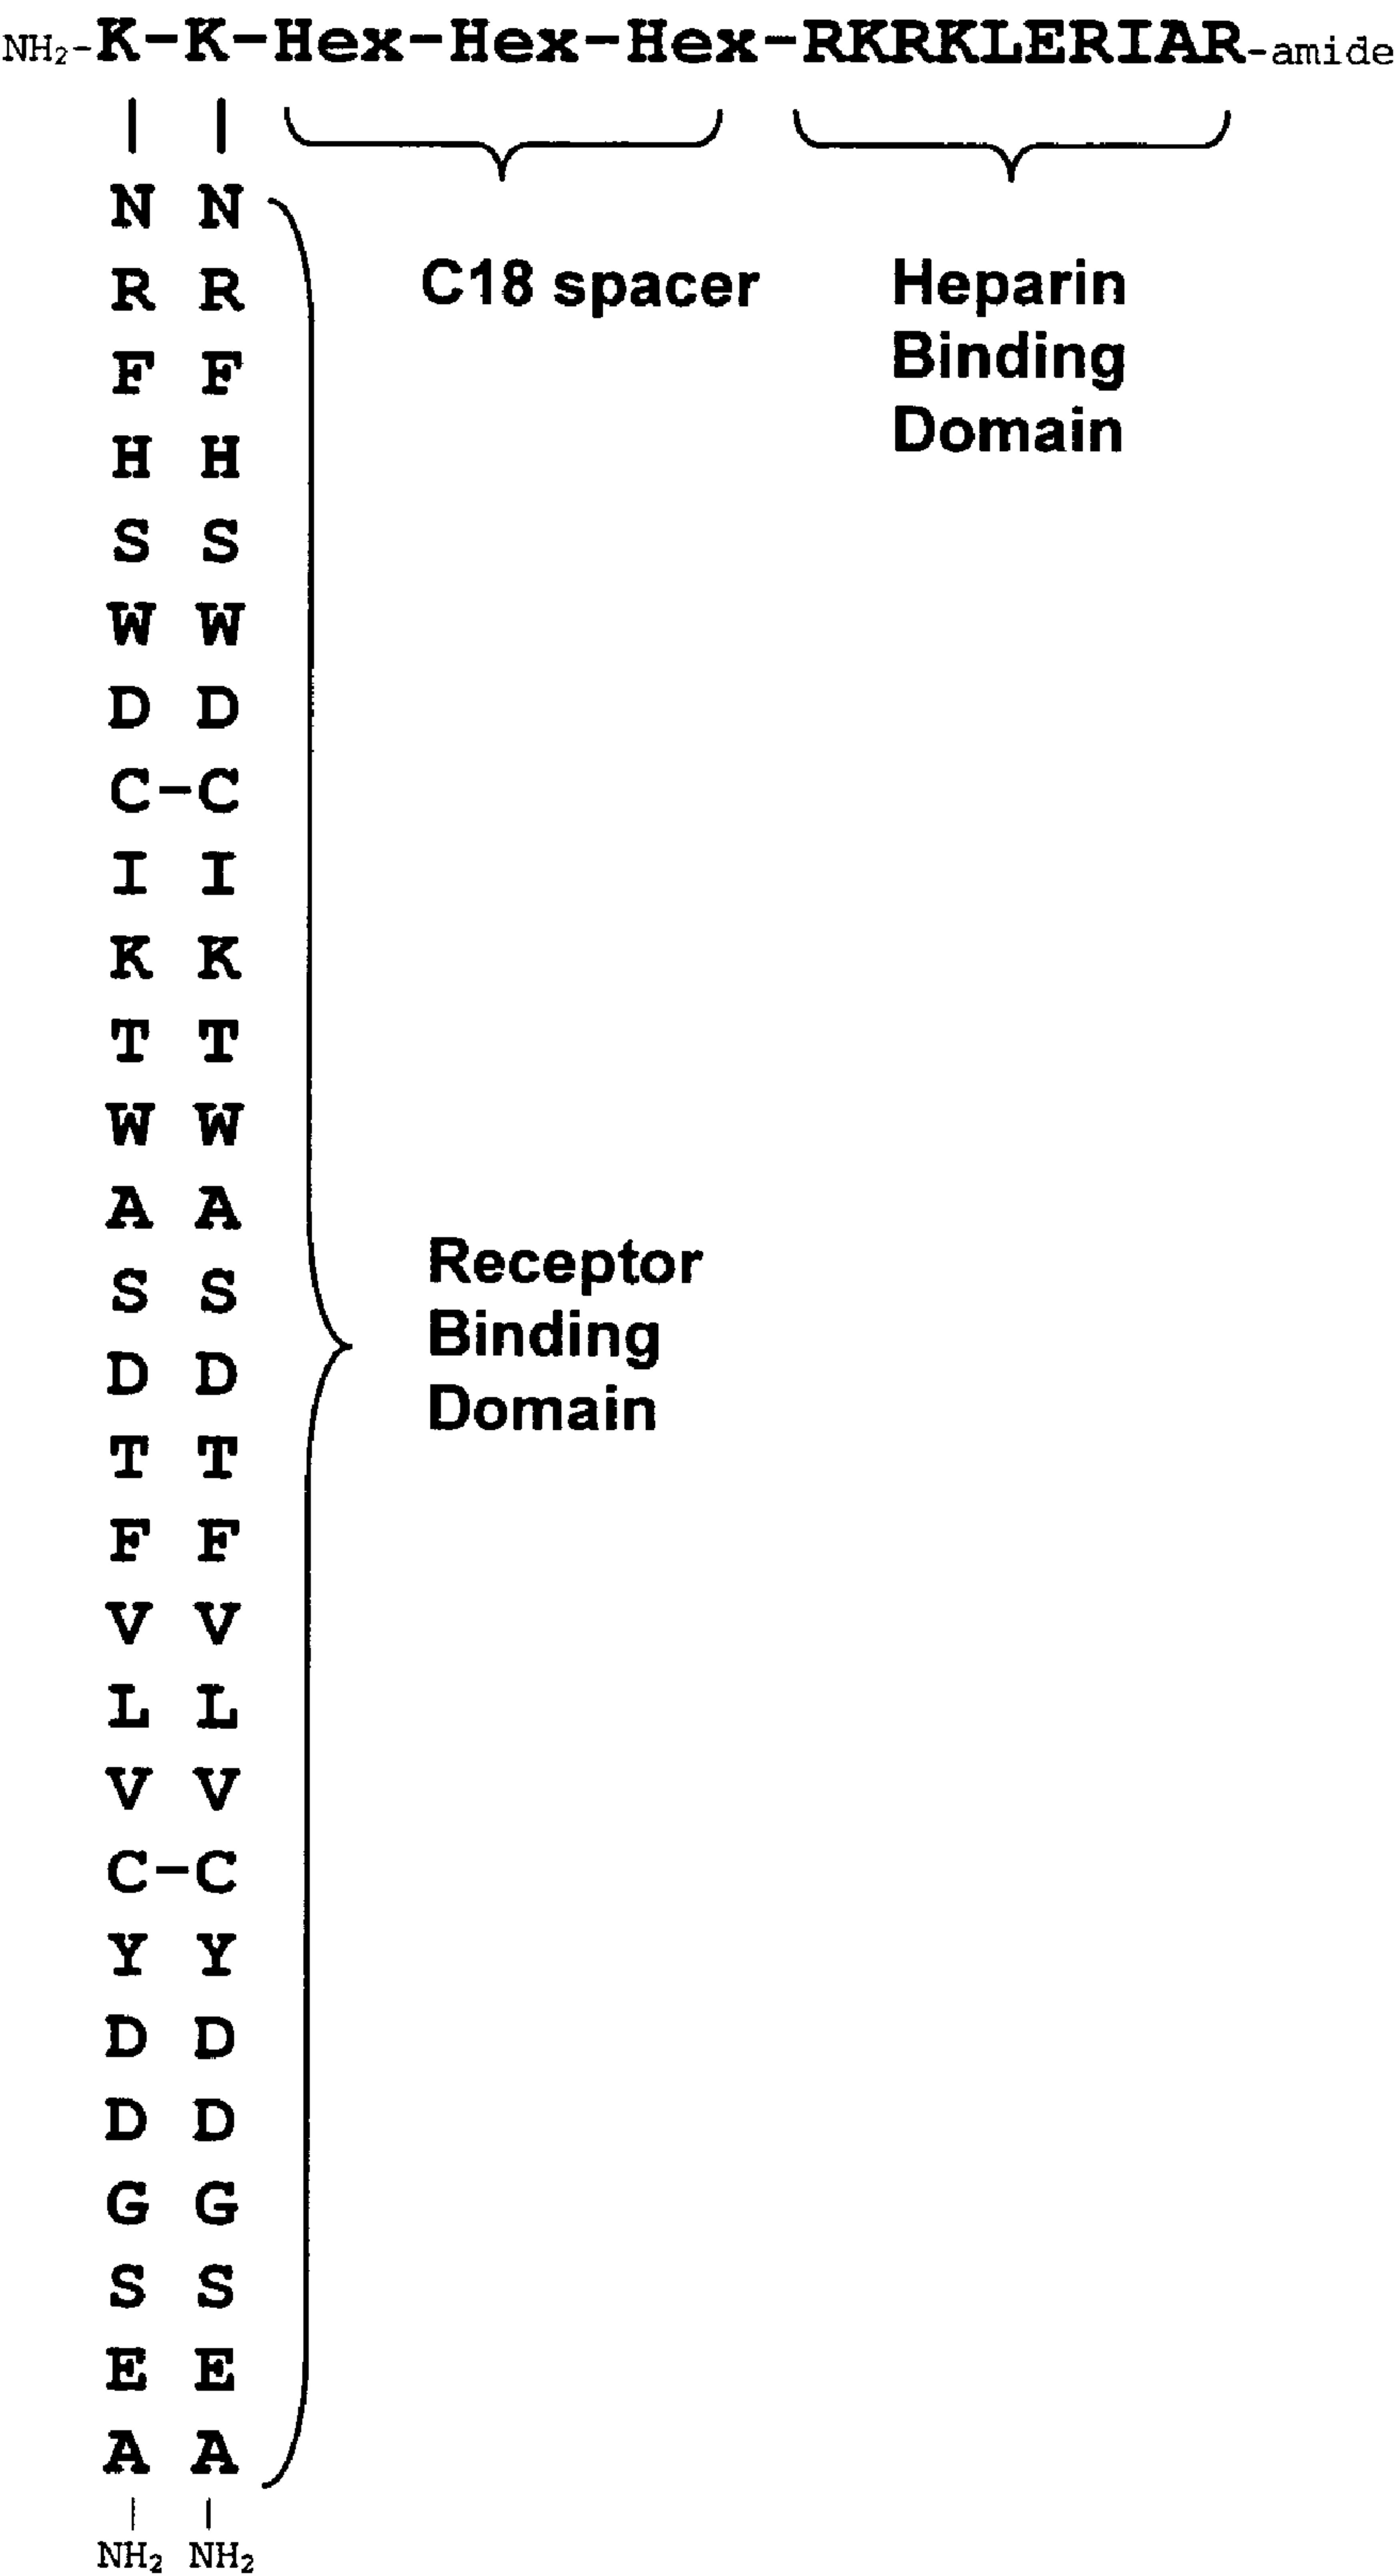 NH2-K-K-Hex-Hex-Hex-RKRKLERIAR-amide
| |
N N
R R
C18 spacer Heparin
F F
Binding
H H
Domain
S S
W W
D D
C-C
I I
K K
T T
W W
A A
Receptor
S S
Binding
D D
Domain
T T
F F
V V
L L
V V
C-C
Y Y
D D
D D
G G
S S
E E
A A
| |
NH2 NH2